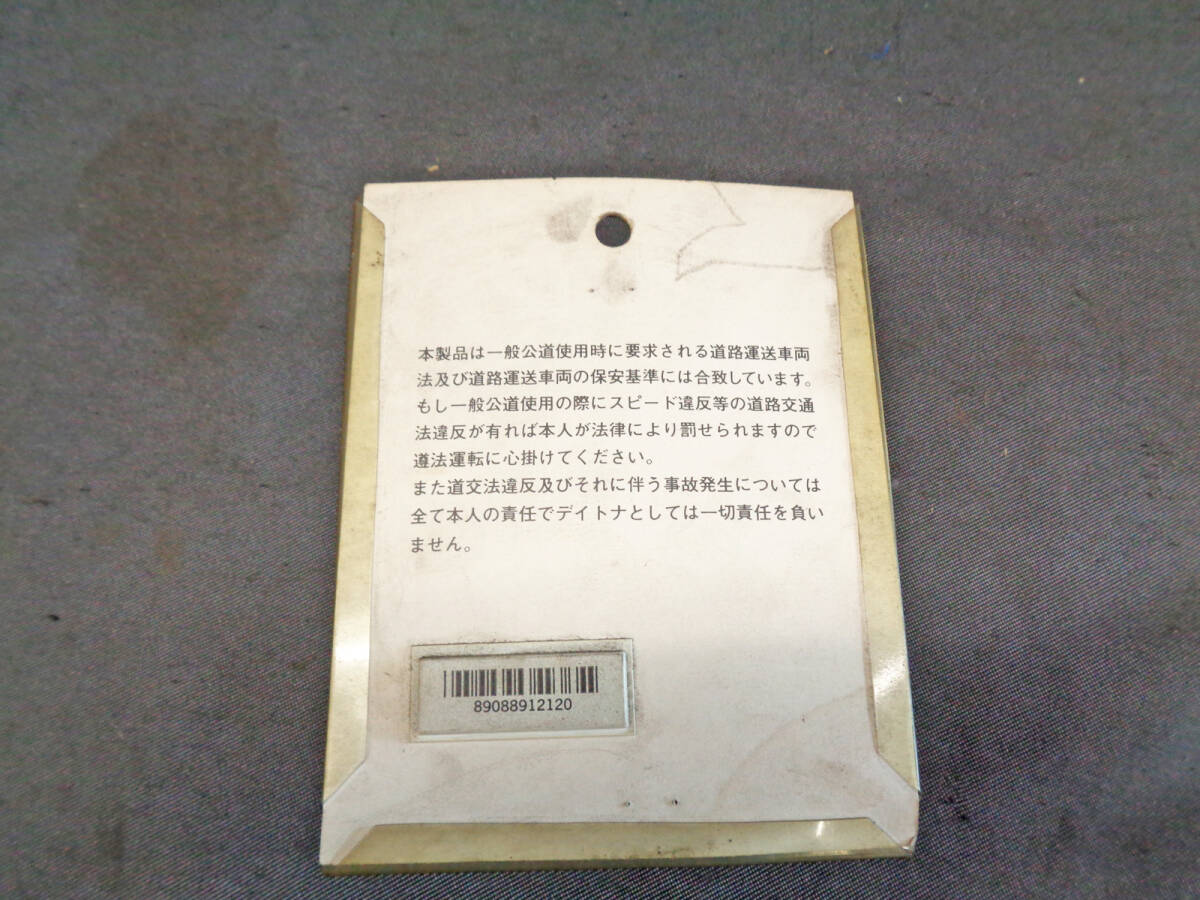 本製品は一般公道使用時に要求される道路運送車両
法及び道路運送車両の保安基準には合致しています。
もし一般公道使用の際にスピード違反等の道路交通
法違反が有れば本人が法律により罰せられますので
遵法運転に心掛けてください。
また道交法違反及びそれに伴う事故発生については
全て本人の責任でデイトナとしては一切責任を負い
ません。
89088912120